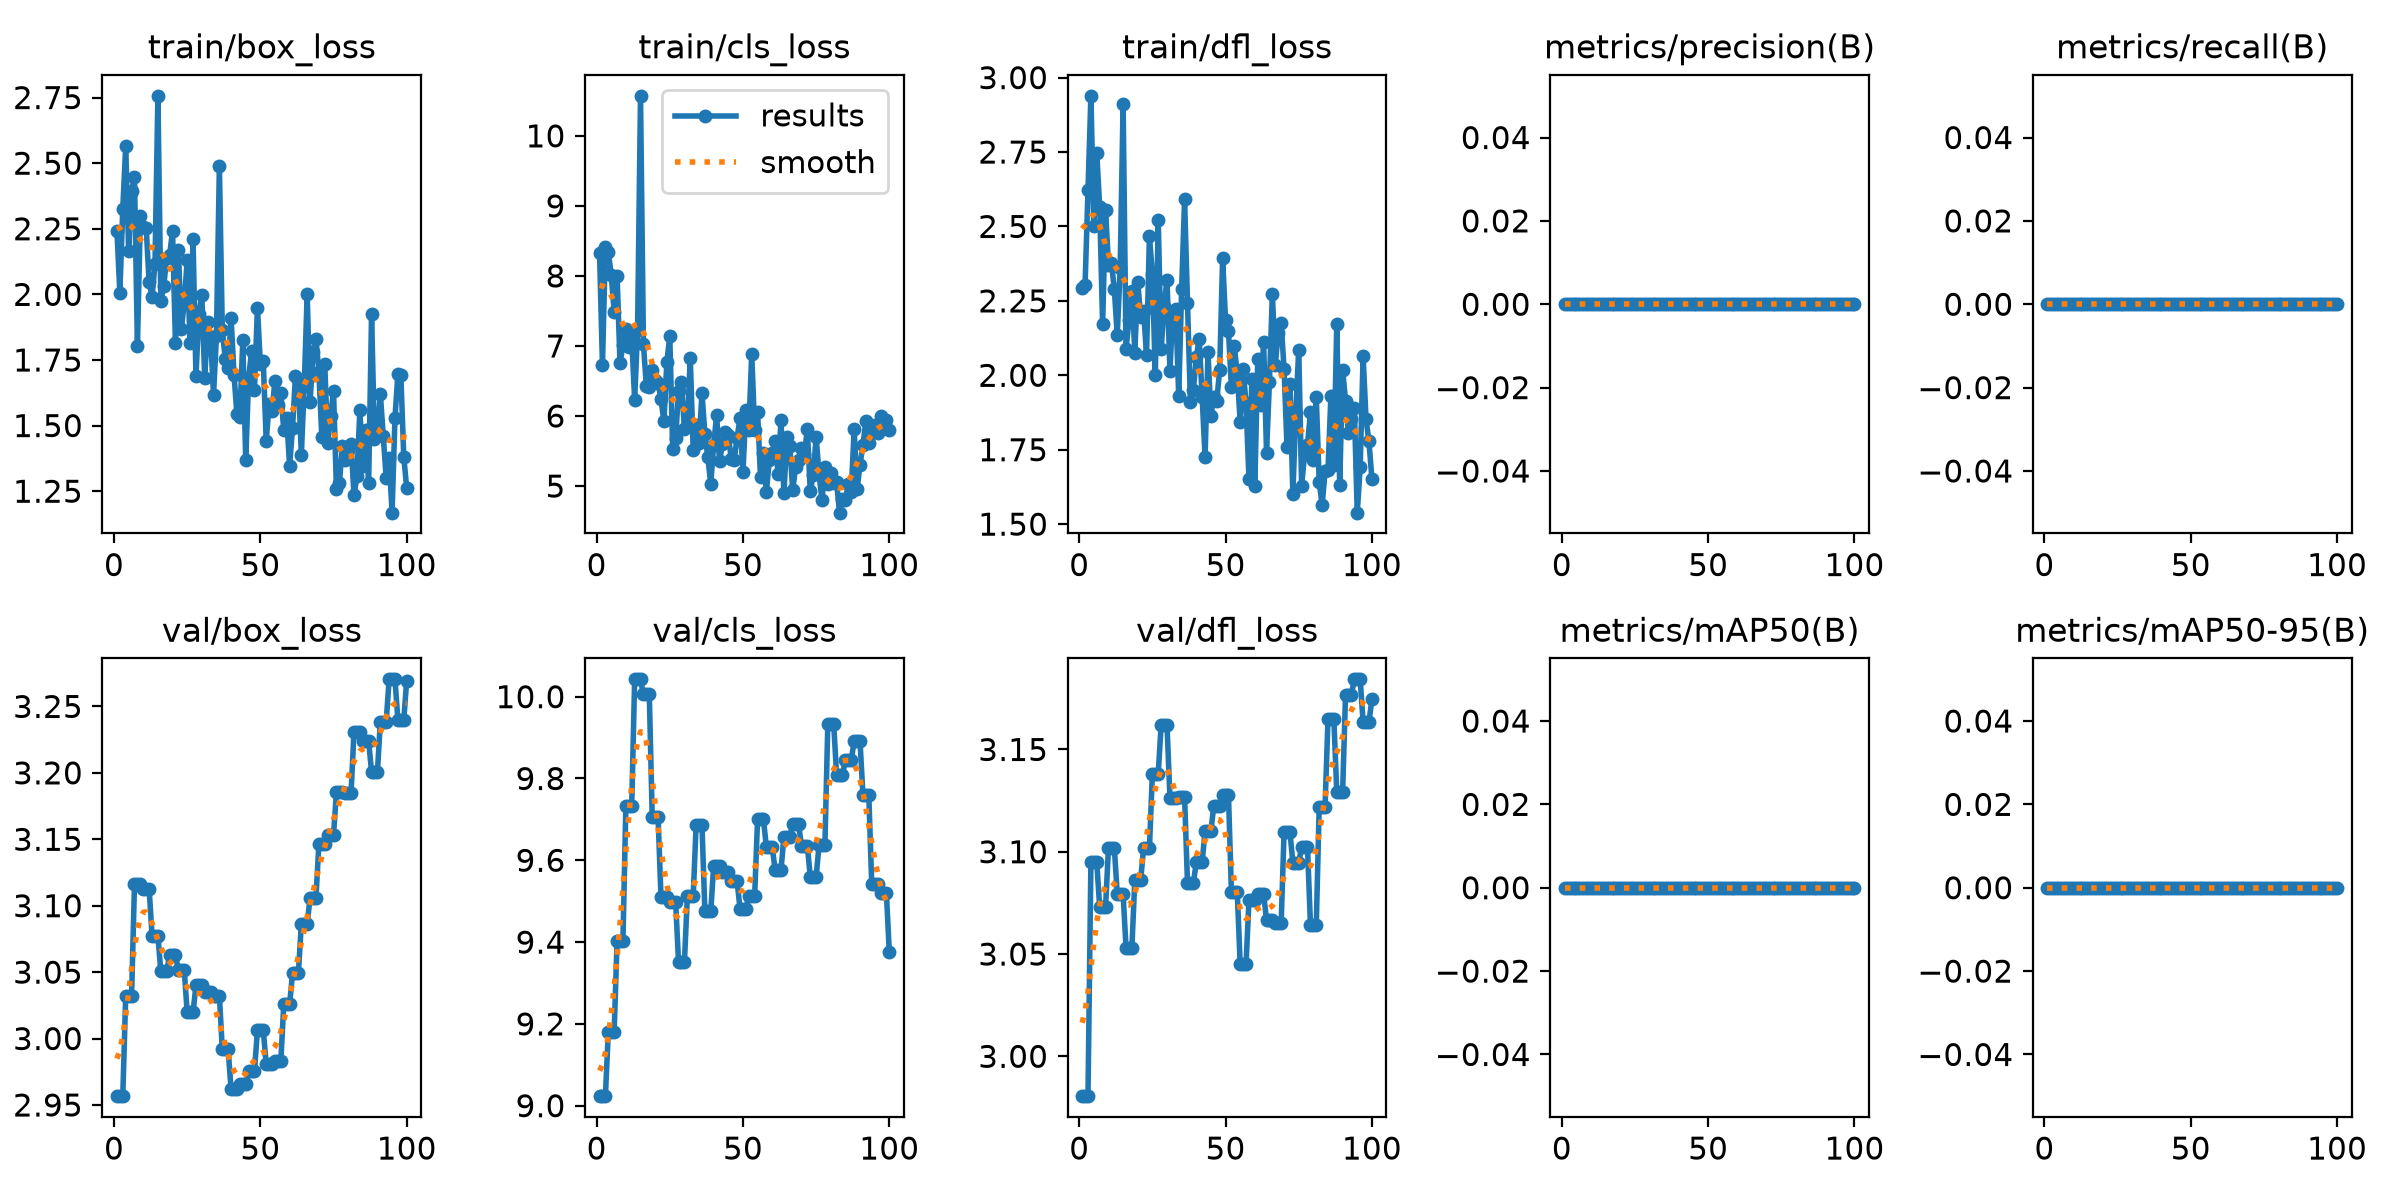 train/box_loss
train/cls_loss
train/dfl_loss
metrics/precision(B)
metrics/recall(B)
2.75
2.50
2.25
2.00
1.75
1.50
1.25
0 50 100
10
9
8
7
6
5
0 50 100
results
smooth
3.00
2.75
2.50
2.25
2.00
1.75
1.50
0 50 100
0.04
0.02
0.00
−0.02
−0.04
0 50 100
0.04
0.02
0.00
−0.02
−0.04
0 50 100
val/box_loss
val/cls_loss
val/dfl_loss
metrics/mAP50(B)
metrics/mAP50-95(B)
3.25
3.20
3.15
3.10
3.05
3.00
2.95
0 50 100
10.0
9.8
9.6
9.4
9.2
9.0
0 50 100
3.15
3.10
3.05
3.00
0 50 100
0.04
0.02
0.00
−0.02
−0.04
0 50 100
0.04
0.02
0.00
−0.02
−0.04
0 50 100